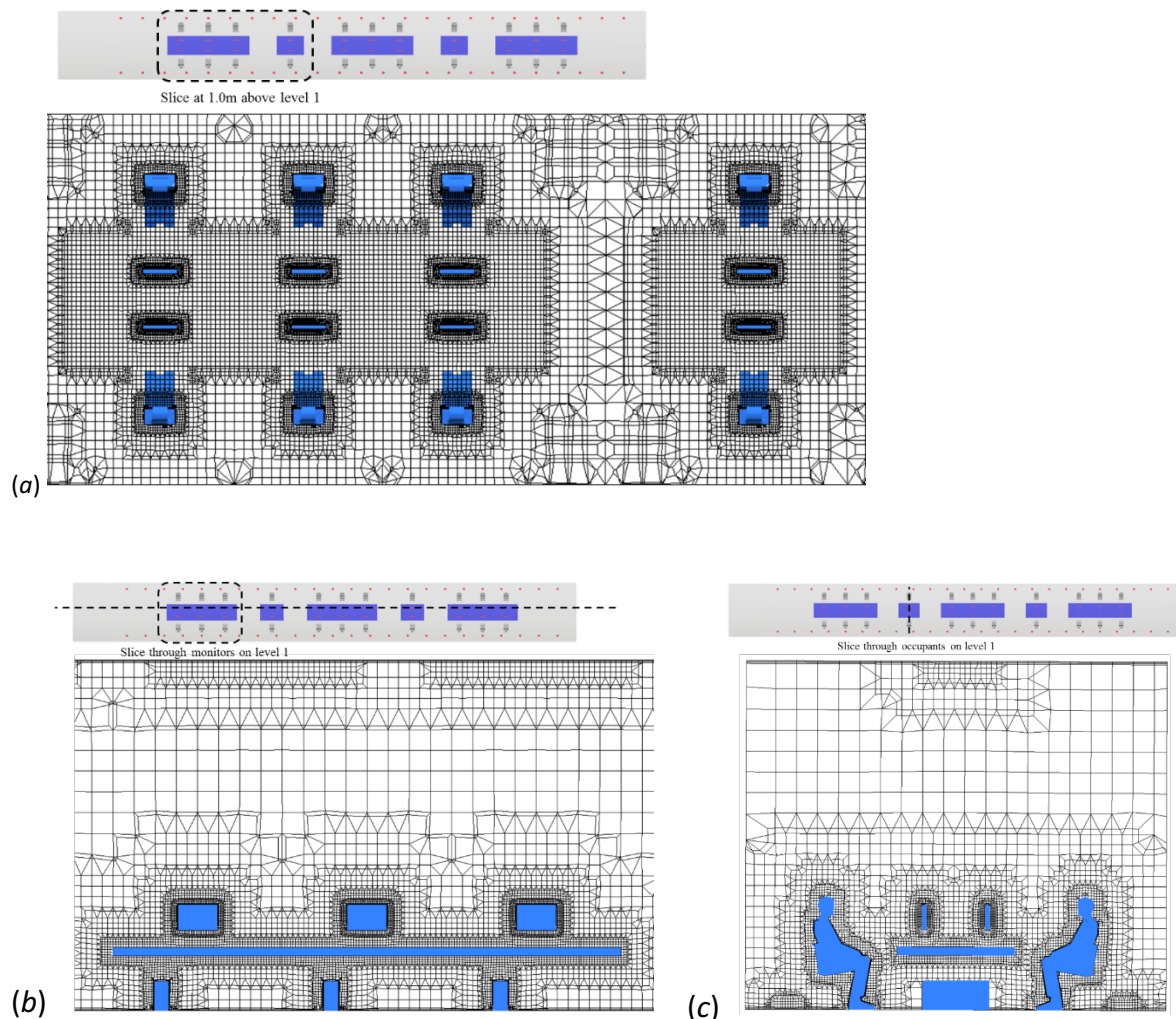 Slice at 1.0m above level 1
(a)
Slice through monitors on level 1
Slice through occupants on level 1
(b)
(c)